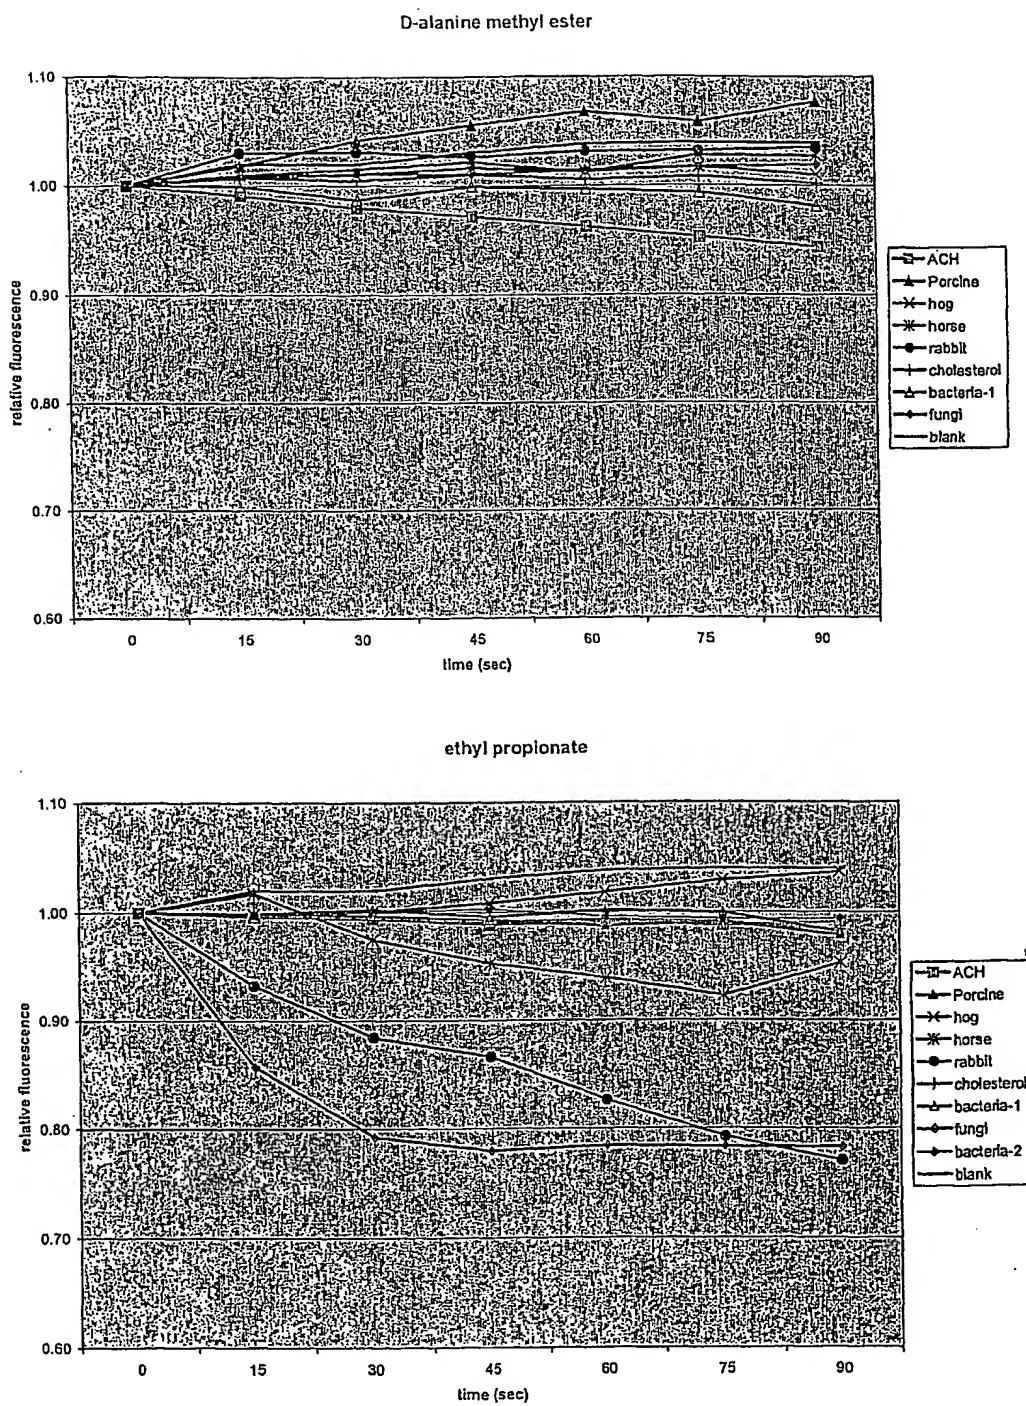 D-alanine methyl ester
1.10
1.00
0.90
0.80
0.70
0.60
relative fluorescence
0 15 30 45 60 75 90
time (sec)
ACH
Porcine
hog
horse
rabbit
cholesterol
bacteria-1
fungi
blank
ethyl propionate
1.10
1.00
0.90
0.80
0.70
0.60
relative fluorescence
0 15 30 45 60 75 90
time (sec)
ACH
Porcine
hog
horse
rabbit
cholesterol
bacteria-1
fungi
bacteria-2
blank